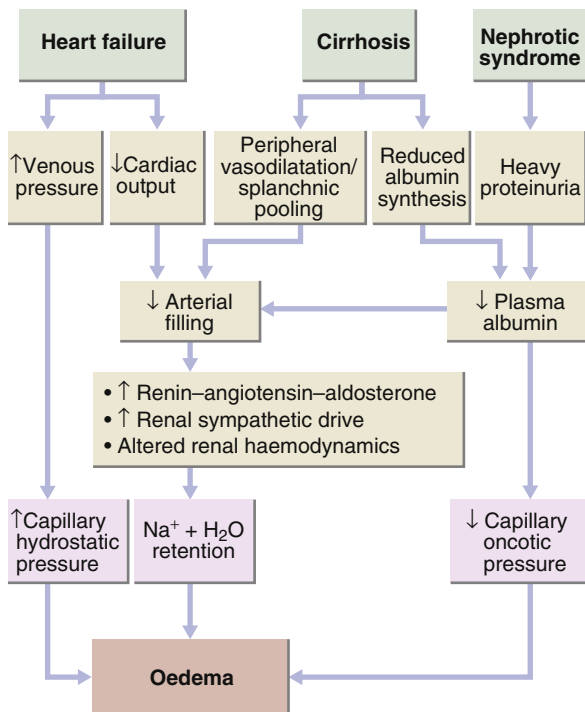 Heart failure
Cirrhosis
Nephrotic
syndrome
↑Venous
pressure
↓Cardiac
output
Peripheral
vasodilatation/
splanchnic
pooling
Reduced
albumin
synthesis
Heavy
proteinuria
↓ Arterial
filling
↓ Plasma
albumin
• ↑ Renin–angiotensin–aldosterone
• ↑ Renal sympathetic drive
• Altered renal haemodynamics
↑Capillary
hydrostatic
pressure
Na⁺ + H₂O
retention
↓ Capillary
oncotic
pressure
Oedema